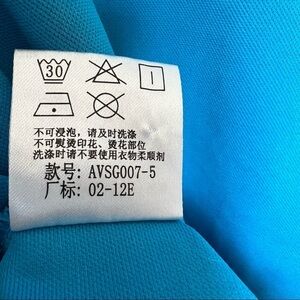 30
不可浸泡，请及时洗涤
不可熨烫印花、烫花部位
洗涤时请不要使用衣物柔顺剂
款号: AVSG007-5
厂标: 02-12E